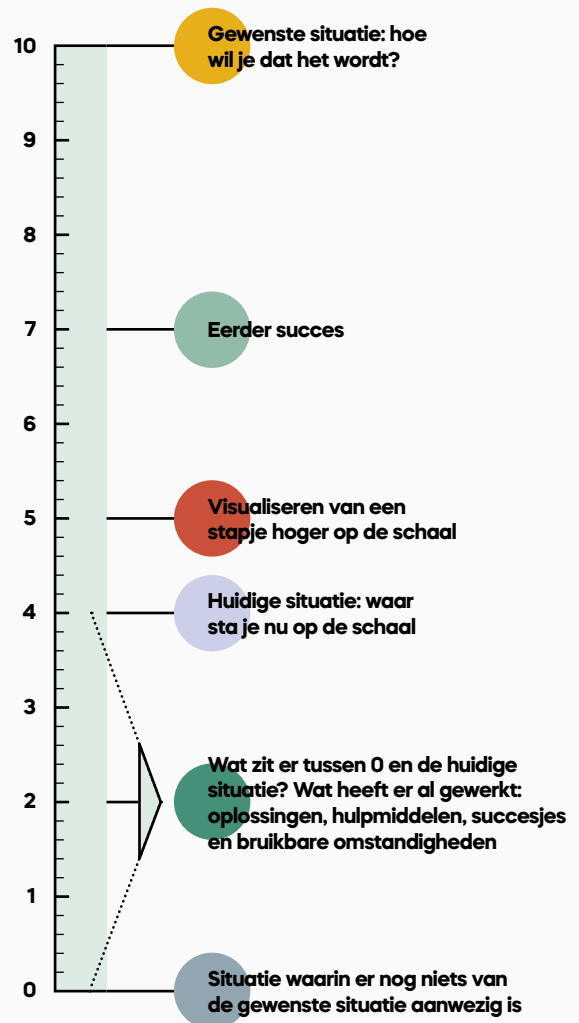 10
Gewenste situatie: hoe
wil je dat het wordt?
9
8
7
Eerder succes
6
5
Visualiseren van een
stapje hoger op de schaal
4
Huidige situatie: waar
sta je nu op de schaal
3
2
Wat zit er tussen 0 en de huidige
situatie? Wat heeft er al gewerkt:
oplossingen, hulpmiddelen, succesjes
en bruikbare omstandigheden
1
0
Situatie waarin er nog niets van
de gewenste situatie aanwezig is